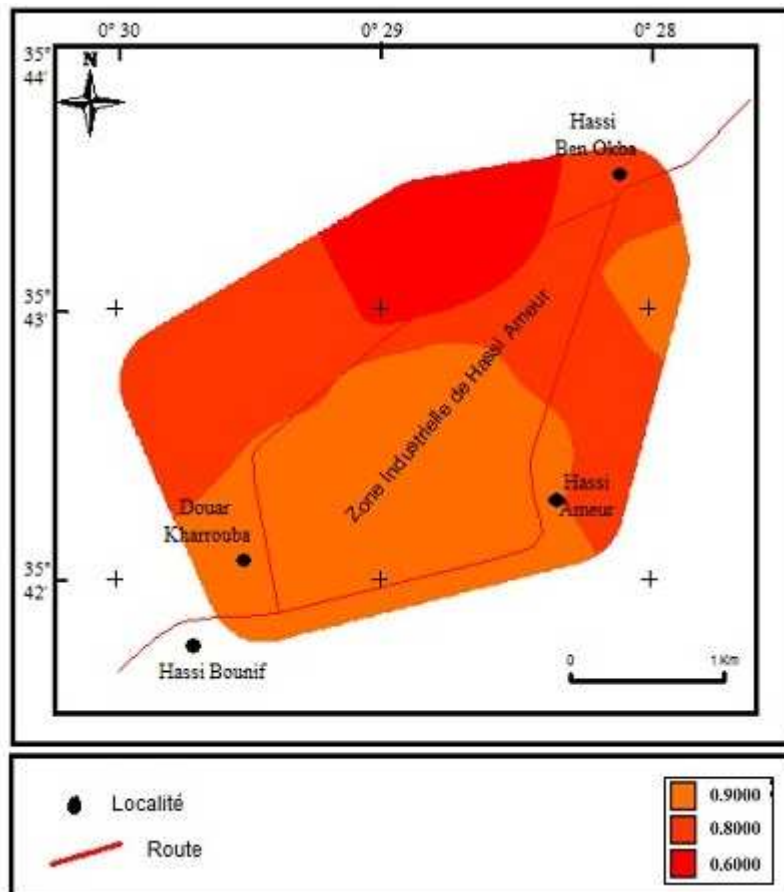 0° 30 0° 29 0° 28
35°
44'
N
Hassi
Ben Okba
35°
43'
Zone Industrielle de Hassi Ameur
Hassi
Ameur
Douar
Kharrouba
35°
42'
Hassi Bounif
0 1 Km
Localité
Route
0.9000
0.8000
0.6000